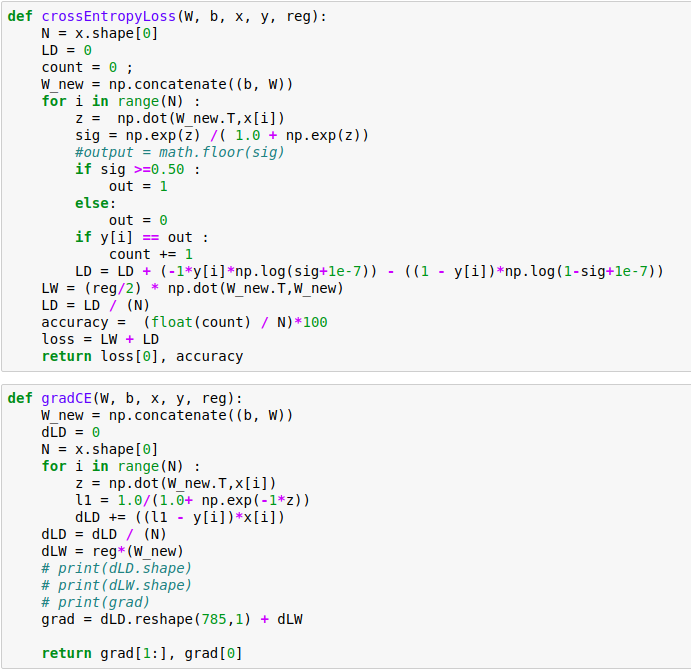 def crossEntropyLoss(W, b, x, y, reg):
    N = x.shape[0]
    LD = 0
    count = 0 ;
    W_new = np.concatenate((b, W))
    for i in range(N) :
        z =  np.dot(W_new.T,x[i])
        sig = np.exp(z) /( 1.0 + np.exp(z))
        #output = math.floor(sig)
        if sig >=0.50 :
            out = 1
        else:
            out = 0
        if y[i] == out :
            count += 1
        LD = LD + (-1*y[i]*np.log(sig+1e-7)) - ((1 - y[i])*np.log(1-sig+1e-7))
    LW = (reg/2) * np.dot(W_new.T,W_new)
    LD = LD / (N)
    accuracy =  (float(count) / N)*100
    loss = LW + LD
    return loss[0], accuracy
def gradCE(W, b, x, y, reg):
    W_new = np.concatenate((b, W))
    dLD = 0
    N = x.shape[0]
    for i in range(N) :
        z = np.dot(W_new.T,x[i])
        l1 = 1.0/(1.0+ np.exp(-1*z))
        dLD += ((l1 - y[i])*x[i])
    dLD = dLD / (N)
    dLW = reg*(W_new)
    # print(dLD.shape)
    # print(dLW.shape)
    # print(grad)
    grad = dLD.reshape(785,1) + dLW
    return grad[1:], grad[0]